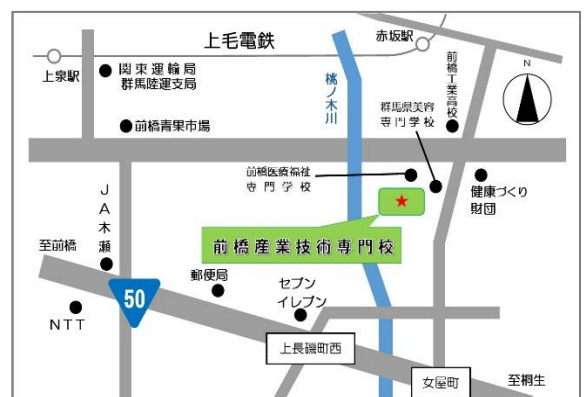 上毛電鉄
赤坂駅
上泉駅
関東運輸局
群馬陸運支局
前橋青果市場
桃ノ木川
前橋工業高校
N
群馬県美容
専門学校
前橋医療福祉
専門学校
健康づくり
財団
前橋産業技術専門校
JA木瀬
至前橋
50
郵便局
セブン
イレブン
NTT
上長磯町西
女屋町
至桐生